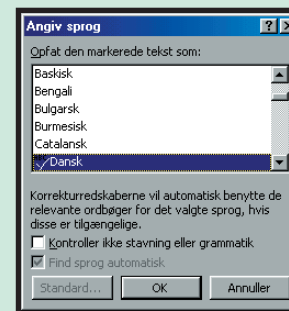 Angiv sprog
Opfat den markerede tekst som:
Baskisk
Bengali
Bulgarsk
Burmesisk
Catalansk
Dansk
Korrekturredskaberne vil automatisk benytte de
relevante ordbøger for det valgte sprog, hvis
disse er tilgængelige.
Kontroller ikke stavning eller grammatik
Find sprog automatisk
Standard...
OK
Annuller